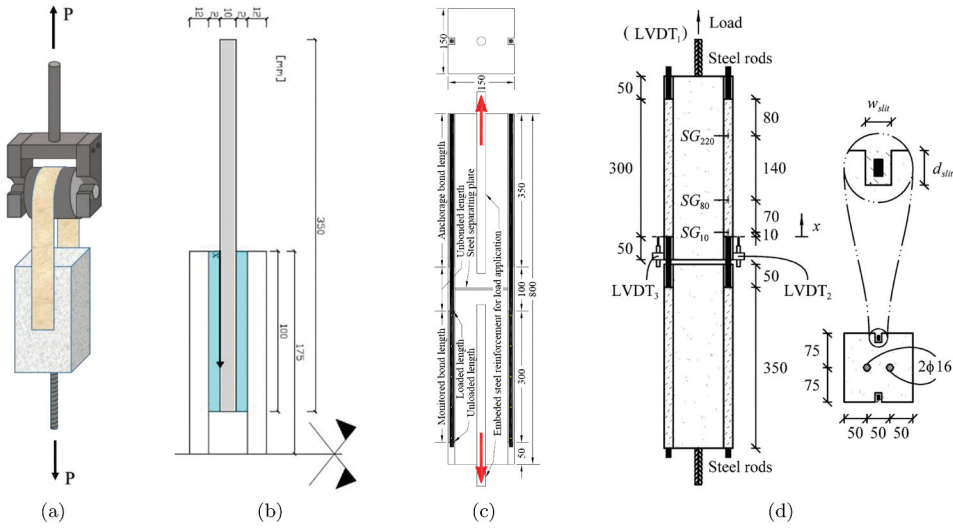 P
P
(a)
12 2 10 2 12
[mm]
350
100
175
x
(b)
150
150
Anchorage bond length
Unbonded length
Steel separating plate
Monitored bond length
Loaded length
Unloaded length
Embeded steel reinforcement for load application
350
100
800
300
50
(c)
Load
(LVDT₁)
Steel rods
50
300
50
80
SG₂₂₀
140
SG₈₀
70
SG₁₀
10
x
50
LVDT₃
LVDT₂
350
Steel rods
w_slit
d_slit
75
75
2ϕ16
50 50 50
(d)